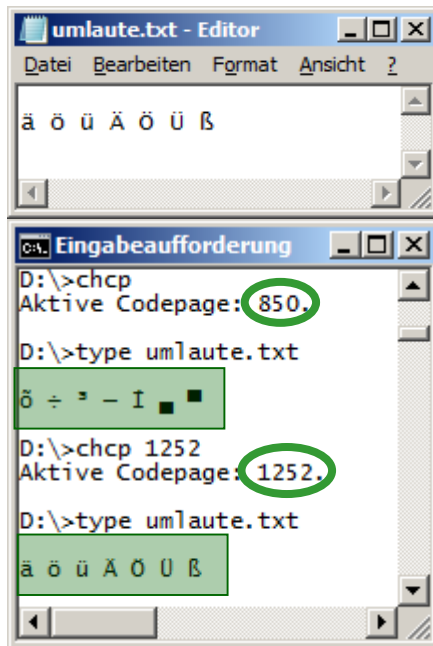 umlaute.txt - Editor
Datei Bearbeiten Format Ansicht ?
ä ö ü Ä Ö Ü ß
C:\. Eingabeaufforderung
D:\>chcp
Aktive Codepage: 850.
D:\>type umlaute.txt
õ ÷ ³ ─ Í ▄ ▀
D:\>chcp 1252
Aktive Codepage: 1252.
D:\>type umlaute.txt
ä ö ü Ä Ö Ü ß